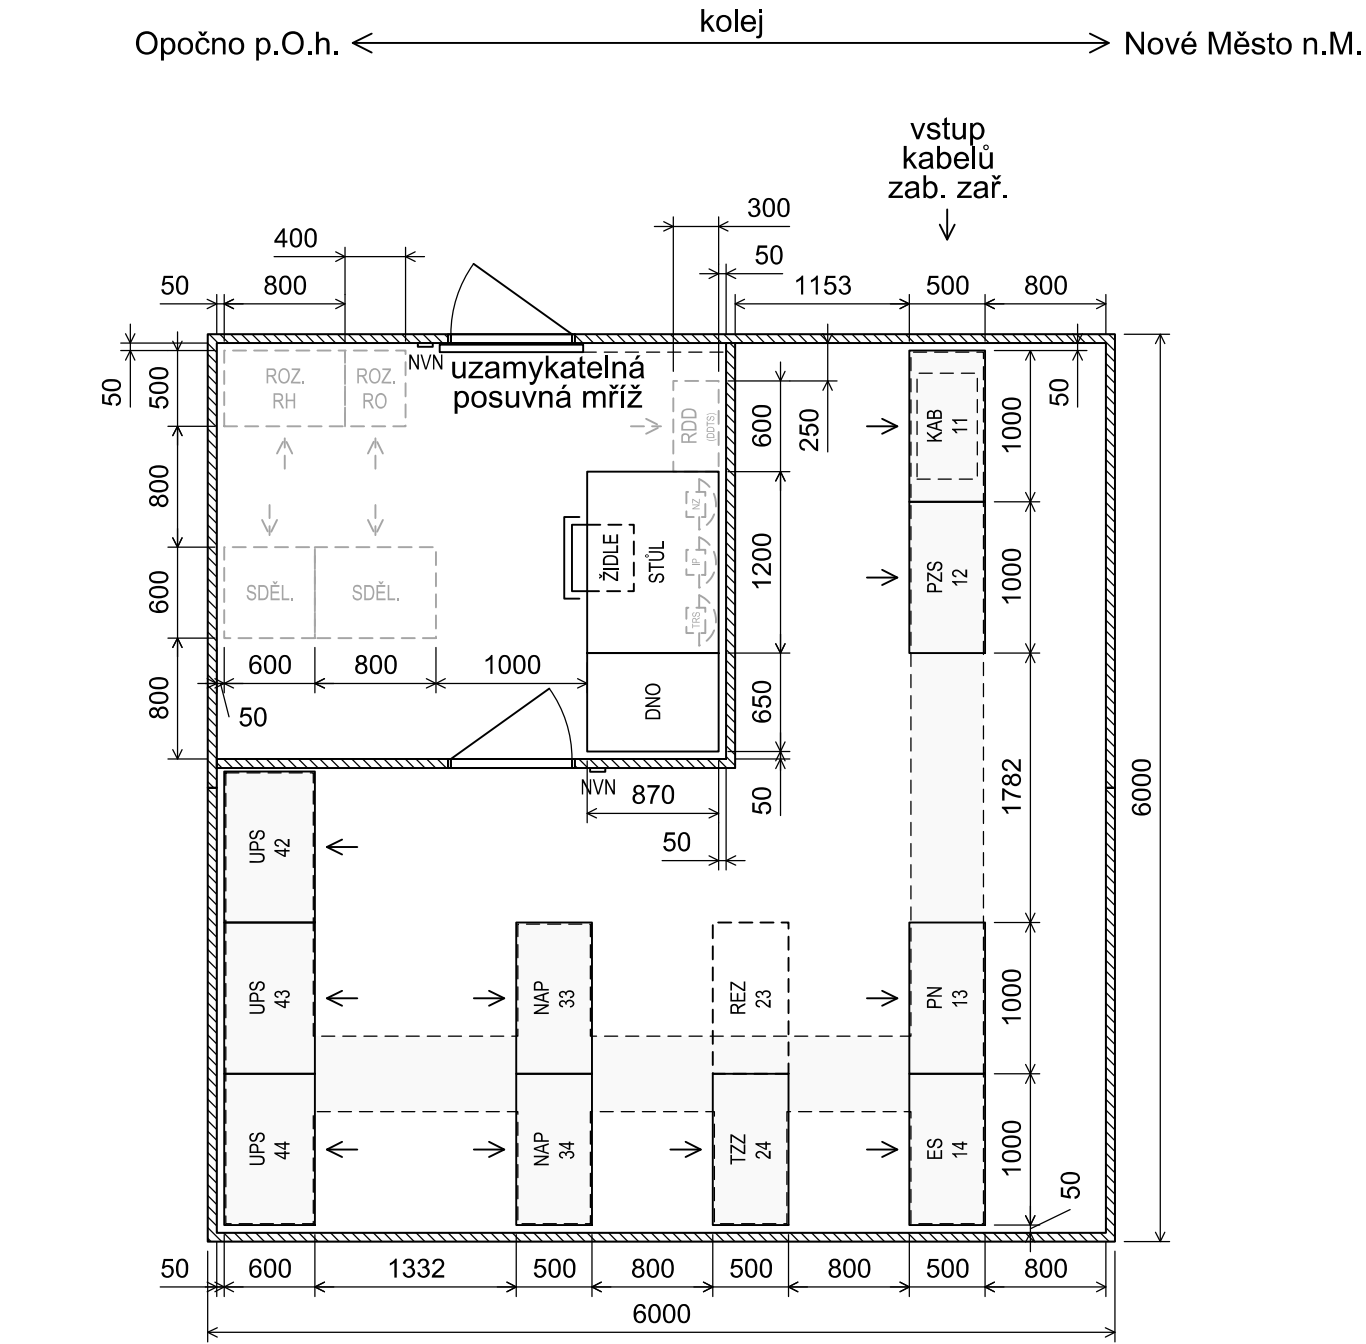 kolej
Opočno p.O.h.
Nové Město n.M.
vstup
kabelů
zab. zař.
300
400
50
50
800
1153
500
800
NVN
uzamykatelná
posuvná mříž
50
500
ROZ.
RH
ROZ.
RO
RDD
(DDTS)
600
250
KAB
11
1000
50
800
NZ
ŽIDLE
STŮL
IP
TRS
1200
PZS
12
1000
600
SDĚL.
SDĚL.
600
800
1000
800
50
DNO
650
NVN
870
50
50
1782
6000
UPS
42
UPS
43
NAP
33
REZ
23
PN
13
1000
UPS
44
NAP
34
TZZ
24
ES
14
1000
50
50
600
1332
500
800
500
800
500
800
6000